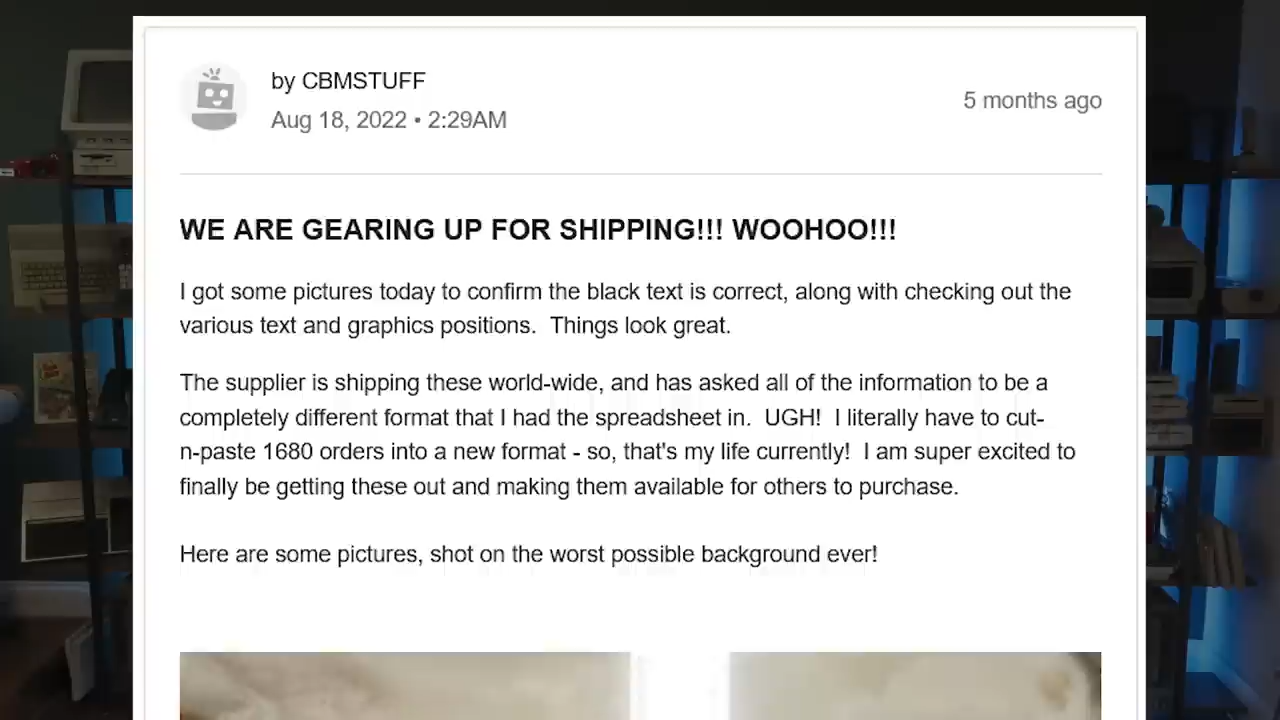 by CBMSTUFF
Aug 18, 2022 • 2:29AM
5 months ago
WE ARE GEARING UP FOR SHIPPING!!! WOOHOO!!!
I got some pictures today to confirm the black text is correct, along with checking out the
various text and graphics positions.  Things look great.
The supplier is shipping these world-wide, and has asked all of the information to be a
completely different format that I had the spreadsheet in.  UGH!  I literally have to cut-
n-paste 1680 orders into a new format - so, that's my life currently!  I am super excited to
finally be getting these out and making them available for others to purchase.
Here are some pictures, shot on the worst possible background ever!